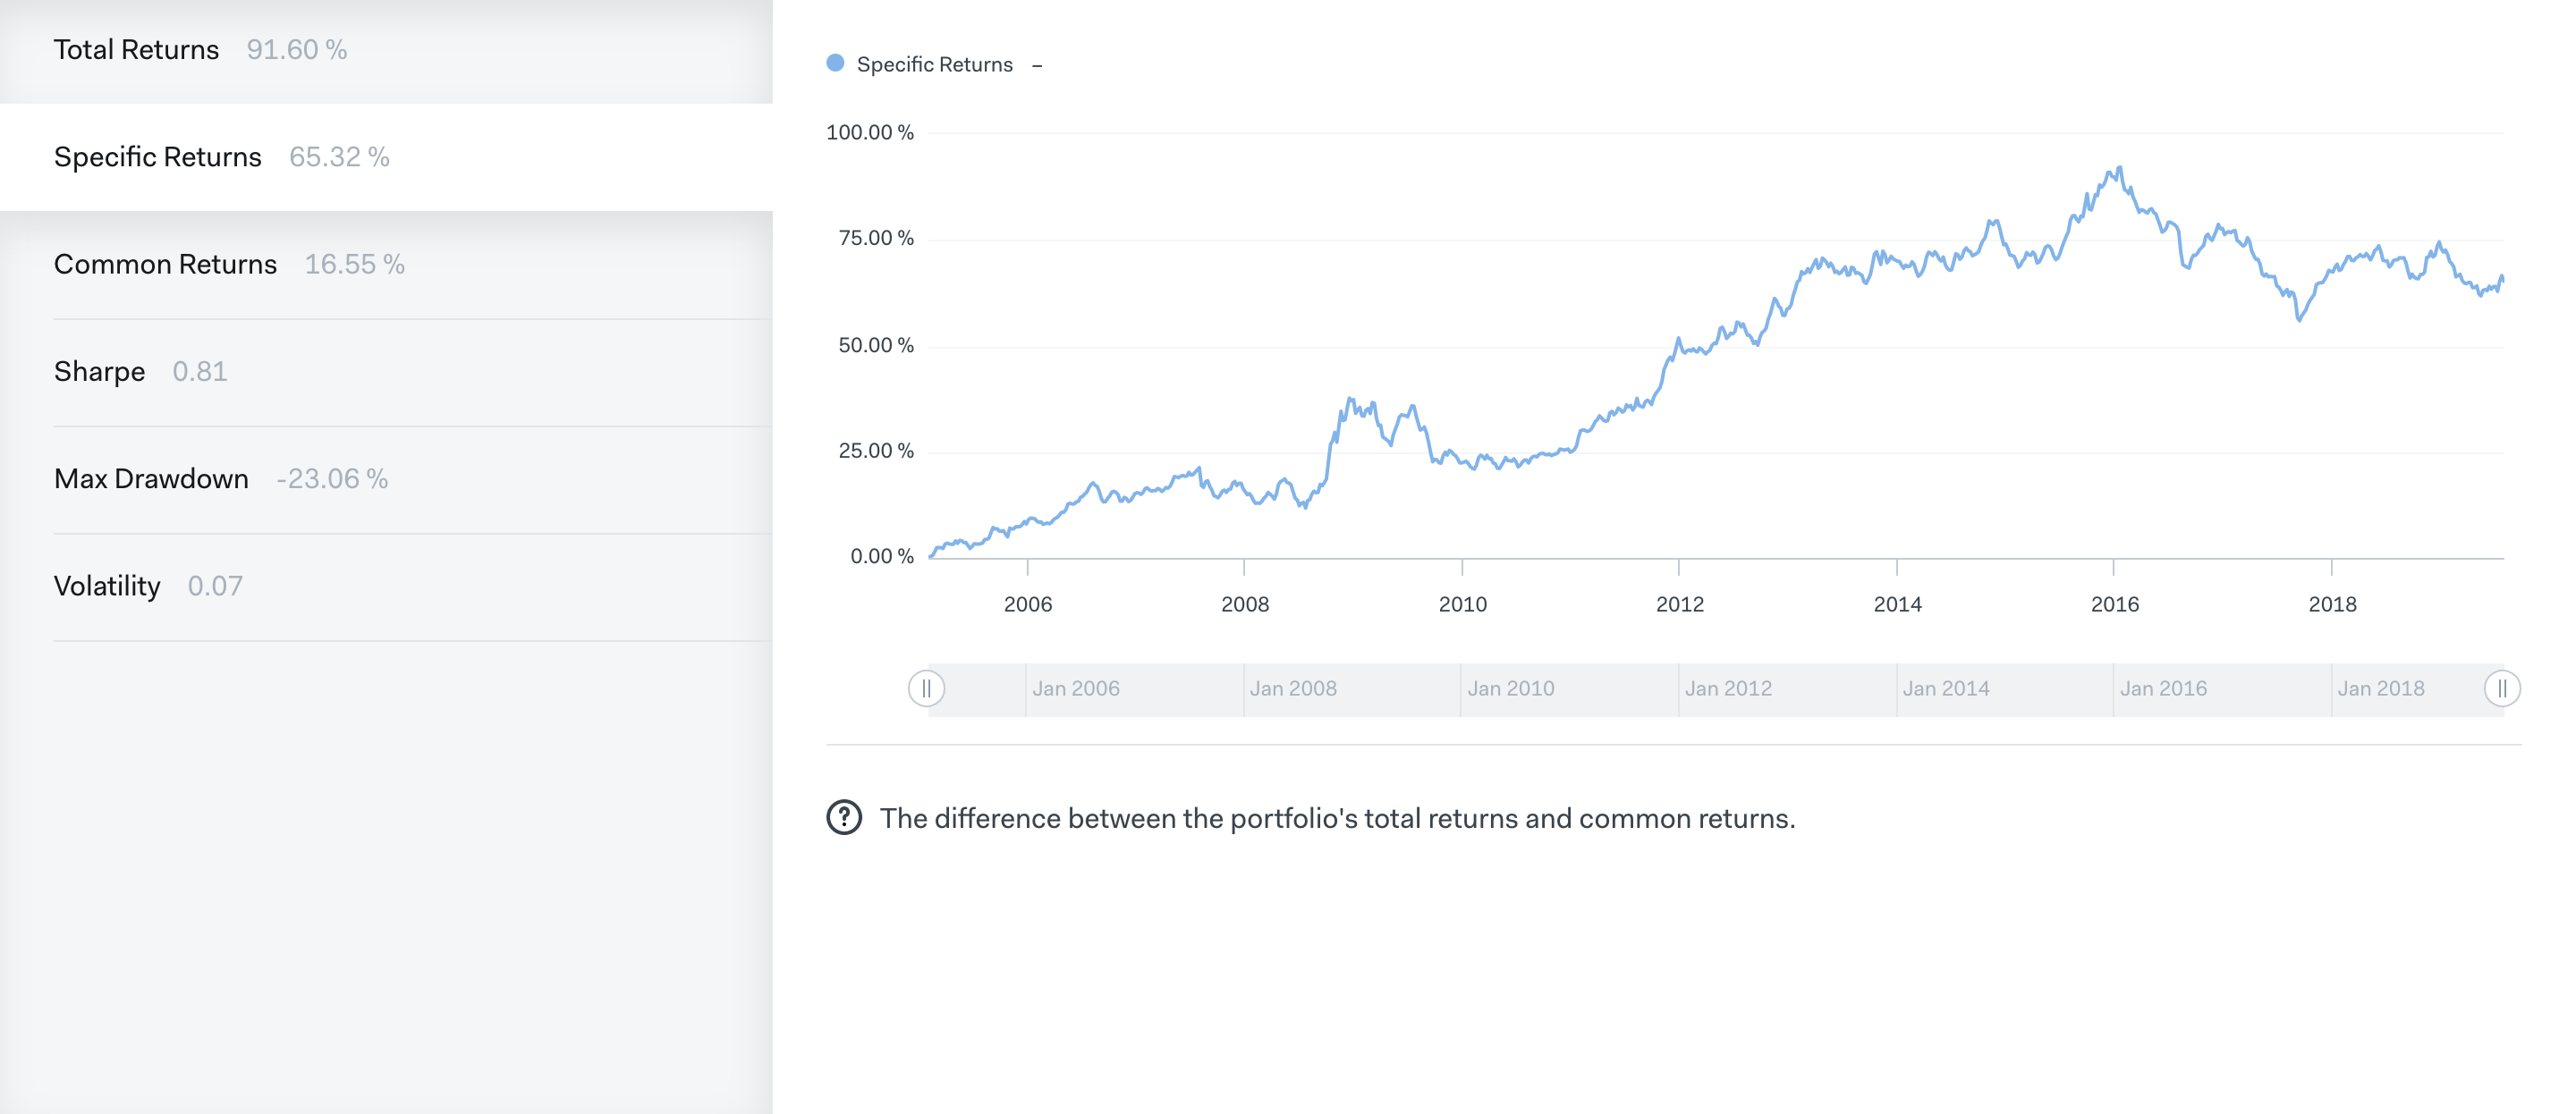 Total Returns 91.60 %
Specific Returns 65.32 %
Common Returns 16.55 %
Sharpe 0.81
Max Drawdown -23.06 %
Volatility 0.07
Specific Returns –
100.00 %
75.00 %
50.00 %
25.00 %
0.00 %
2006 2008 2010 2012 2014 2016 2018
Jan 2006 Jan 2008 Jan 2010 Jan 2012 Jan 2014 Jan 2016 Jan 2018
The difference between the portfolio's total returns and common returns.